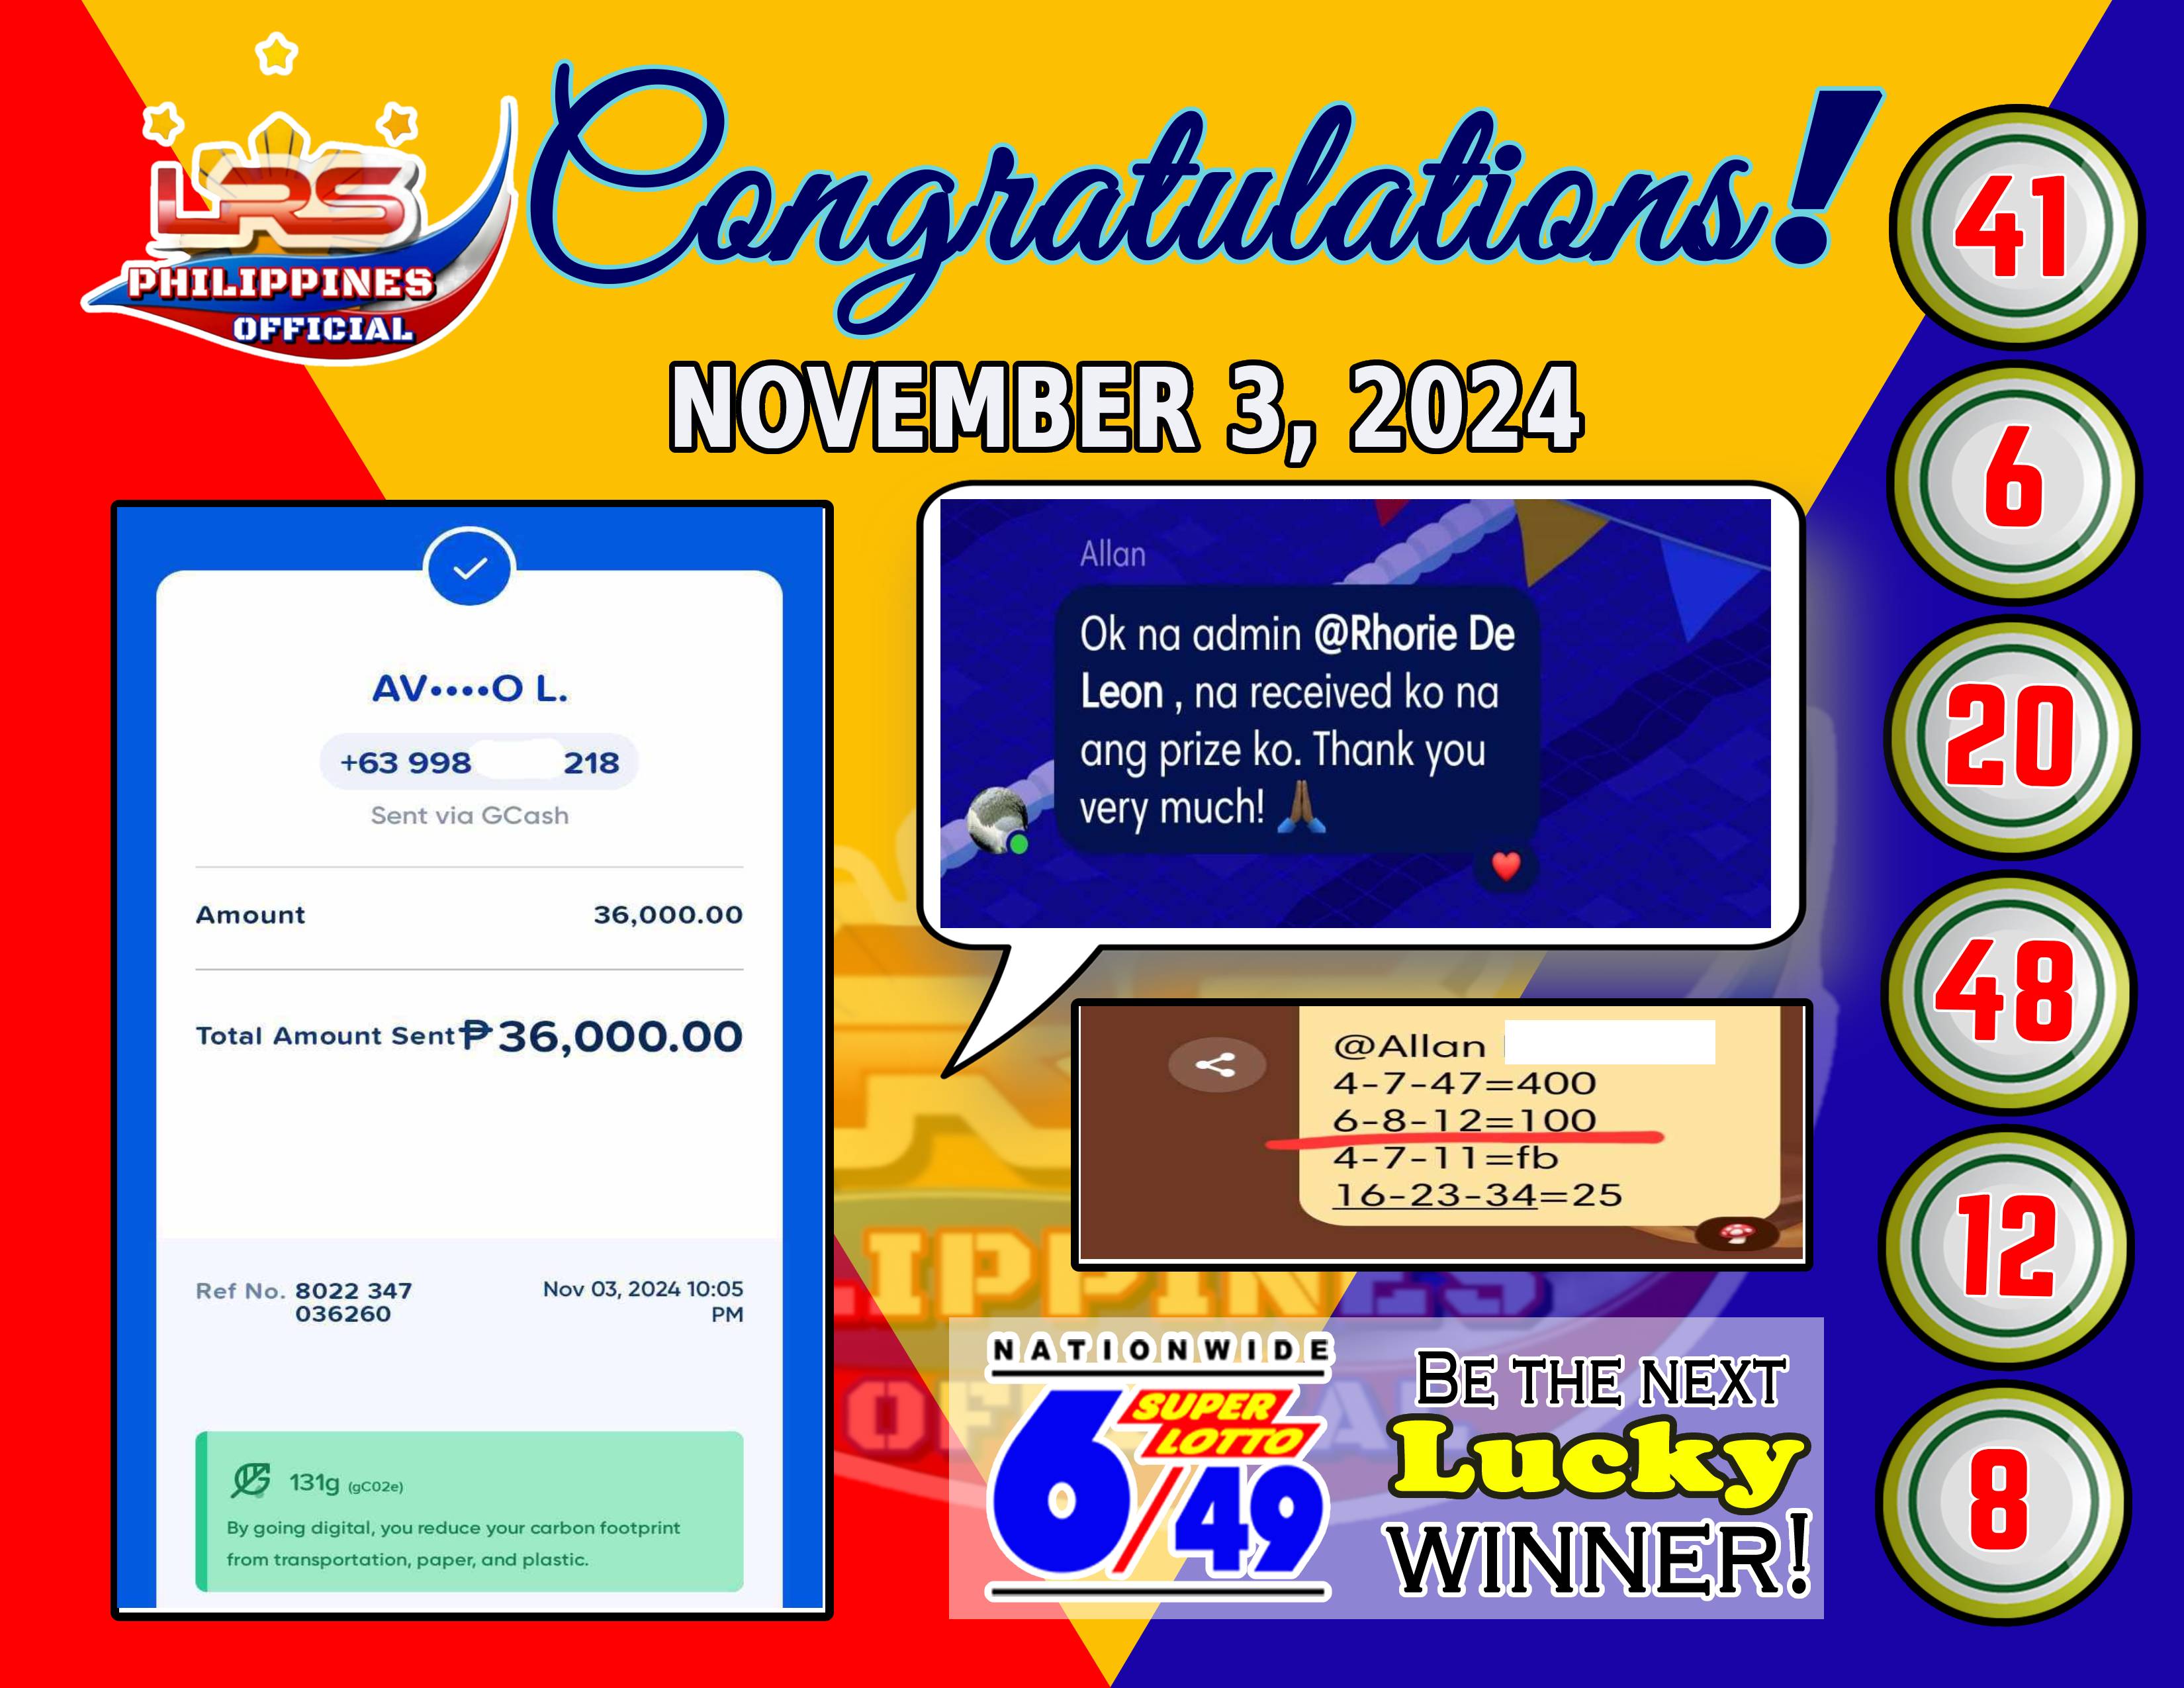 LRS
PHILIPPINES
OFFICIAL
Congratulations!
NOVEMBER 3, 2024
AV••••O L.
+63 998 218
Sent via GCash
Amount 36,000.00
Total Amount Sent ₱36,000.00
Ref No. 8022 347
036260
Nov 03, 2024 10:05
PM
131g (gCO2e)
By going digital, you reduce your carbon footprint
from transportation, paper, and plastic.
Allan
Ok na admin @Rhorie De
Leon , na received ko na
ang prize ko. Thank you
very much! 🙏🏾
@Allan
4-7-47=400
6-8-12=100
4-7-11=fb
16-23-34=25
NATIONWIDE
SUPER
LOTTO
6/49
BE THE NEXT
Lucky
WINNER!
41
6
20
48
12
8